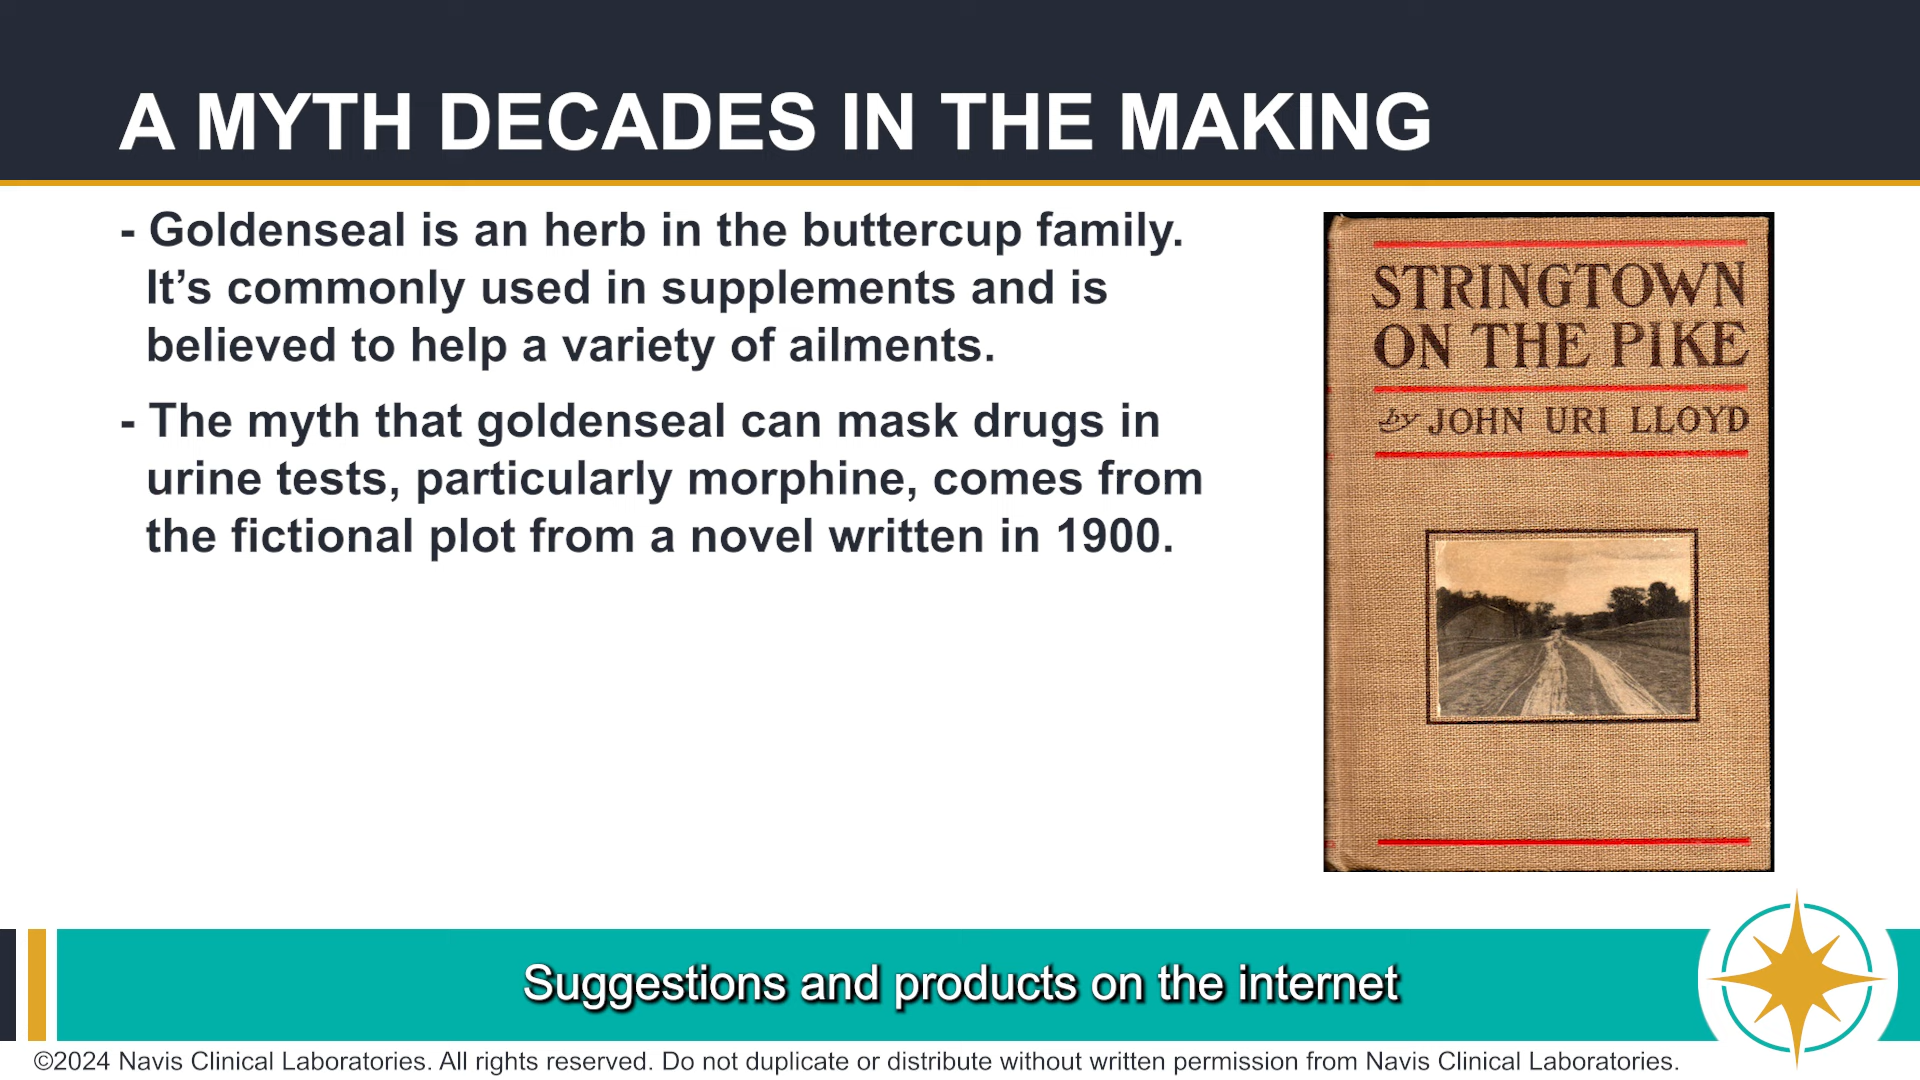 A MYTH DECADES IN THE MAKING
- Goldenseal is an herb in the buttercup family.
It’s commonly used in supplements and is
believed to help a variety of ailments.
- The myth that goldenseal can mask drugs in
urine tests, particularly morphine, comes from
the fictional plot from a novel written in 1900.
STRINGTOWN
ON THE PIKE
by JOHN URI LLOYD
Suggestions and products on the internet
©2024 Navis Clinical Laboratories. All rights reserved. Do not duplicate or distribute without written permission from Navis Clinical Laboratories.